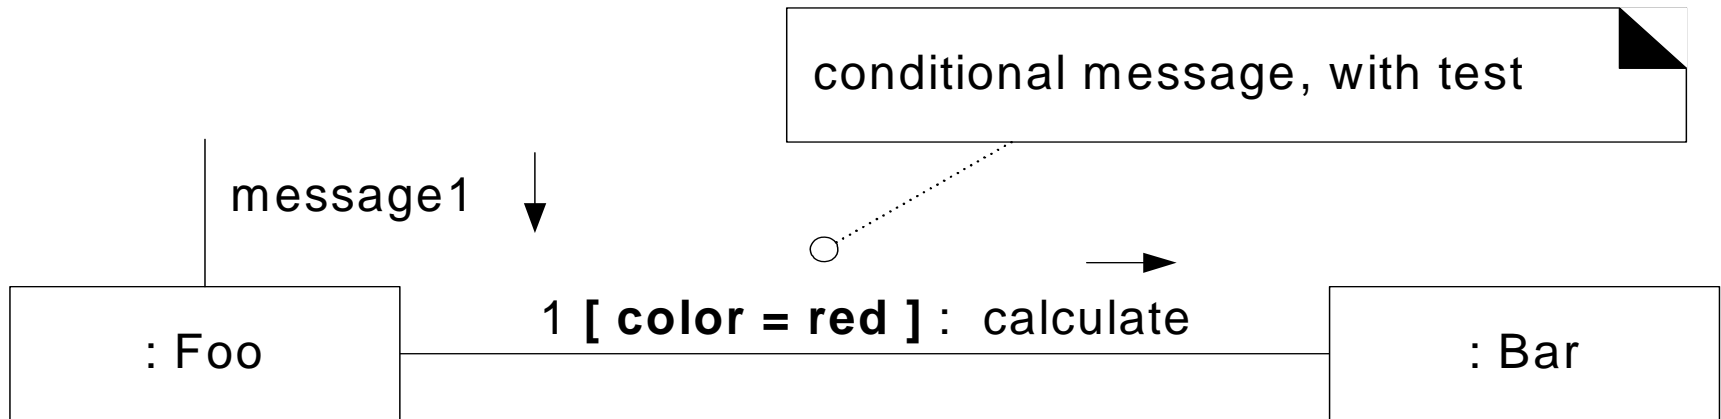 conditional message, with test
message1
1 [ color = red ] : calculate
: Foo
: Bar